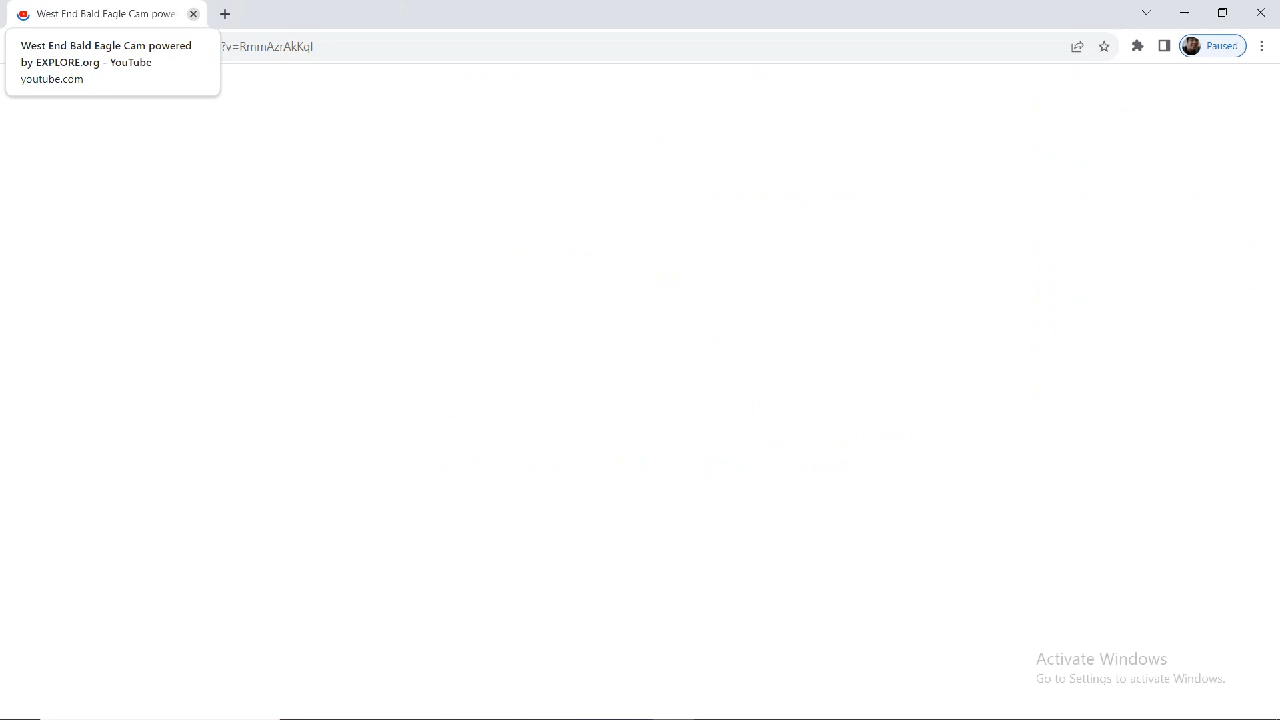 West End Bald Eagle Cam powe
West End Bald Eagle Cam powered
by EXPLORE.org - YouTube
youtube.com
?v=RmmAzrAkKqI
Paused
Activate Windows
Go to Settings to activate Windows.